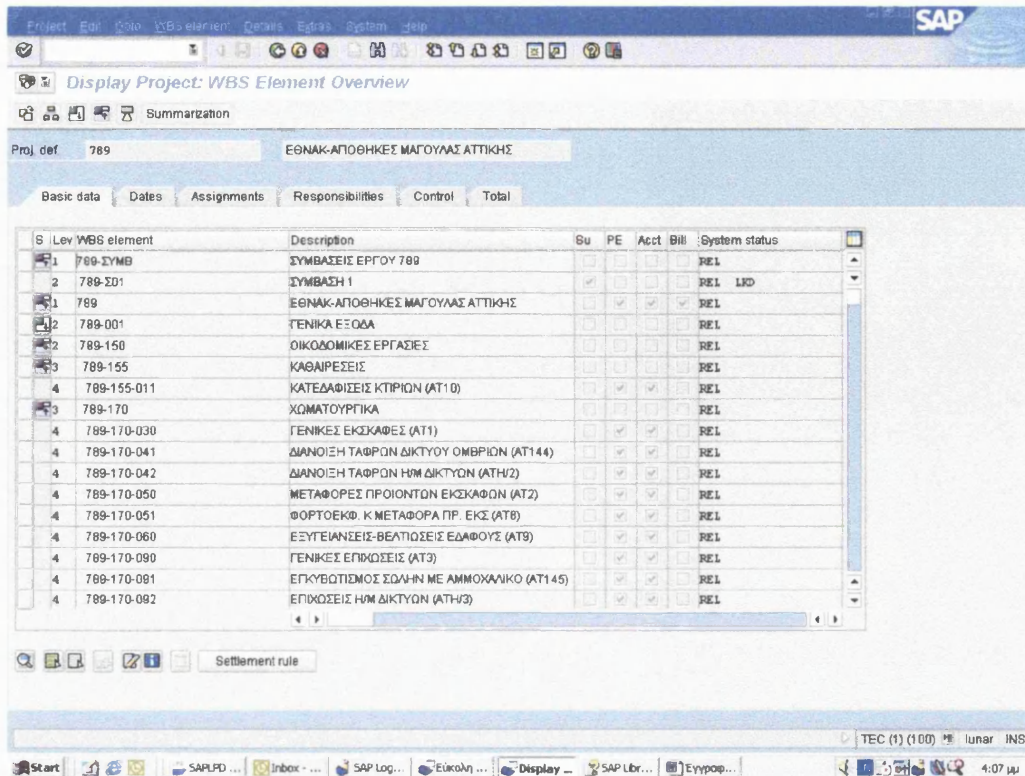 Project Edit Goto WBS element Details Extras System Help
SAP
Display Project: WBS Element Overview
Summarization
Proj. def. 789 ΕΘΝΑΚ-ΑΠΟΘΗΚΕΣ ΜΑΓΟΥΛΑΣ ΑΤΤΙΚΗΣ
Basic data Dates Assignments Responsibilities Control Total
S Lev WBS element Description Su PE Acct Bill System status
1 789-ΣΥΜΒ ΣΥΜΒΑΣΕΙΣ ΕΡΓΟΥ 789 REL
2 789-Σ01 ΣΥΜΒΑΣΗ 1 REL LKD
1 789 ΕΘΝΑΚ-ΑΠΟΘΗΚΕΣ ΜΑΓΟΥΛΑΣ ΑΤΤΙΚΗΣ REL
2 789-001 ΓΕΝΙΚΑ ΕΞΟΔΑ REL
2 789-150 ΟΙΚΟΔΟΜΙΚΕΣ ΕΡΓΑΣΙΕΣ REL
3 789-155 ΚΑΘΑΙΡΕΣΕΙΣ REL
4 789-155-011 ΚΑΤΕΔΑΦΙΣΕΙΣ ΚΤΙΡΙΩΝ (ΑΤ10) REL
3 789-170 ΧΩΜΑΤΟΥΡΓΙΚΑ REL
4 789-170-030 ΓΕΝΙΚΕΣ ΕΚΣΚΑΦΕΣ (ΑΤ1) REL
4 789-170-041 ΔΙΑΝΟΙΞΗ ΤΑΦΡΩΝ ΔΙΚΤΥΟΥ ΟΜΒΡΙΩΝ (ΑΤ144) REL
4 789-170-042 ΔΙΑΝΟΙΞΗ ΤΑΦΡΩΝ Η/Μ ΔΙΚΤΥΩΝ (ΑΤΗ/2) REL
4 789-170-050 ΜΕΤΑΦΟΡΕΣ ΠΡΟΙΟΝΤΩΝ ΕΚΣΚΑΦΩΝ (ΑΤ2) REL
4 789-170-051 ΦΟΡΤΟΕΚΦ. Κ ΜΕΤΑΦΟΡΑ ΠΡ. ΕΚΣ (ΑΤ8) REL
4 789-170-060 ΕΞΥΓΕΙΑΝΣΕΙΣ-ΒΕΛΤΙΩΣΕΙΣ ΕΔΑΦΟΥΣ (ΑΤ9) REL
4 789-170-090 ΓΕΝΙΚΕΣ ΕΠΙΧΩΣΕΙΣ (ΑΤ3) REL
4 789-170-091 ΕΓΚΥΒΩΤΙΣΜΟΣ ΣΩΛΗΝ ΜΕ ΑΜΜΟΧΑΛΙΚΟ (ΑΤ145) REL
4 789-170-092 ΕΠΙΧΩΣΕΙΣ Η/Μ ΔΙΚΤΥΩΝ (ΑΤΗ/3) REL
Settlement rule
TEC (1) (100) lunar INS
Start SAPLPD ... Inbox - ... SAP Log... Εύκολη ... Display ... SAP Libr... Έγγραφ... 4:07 μμ